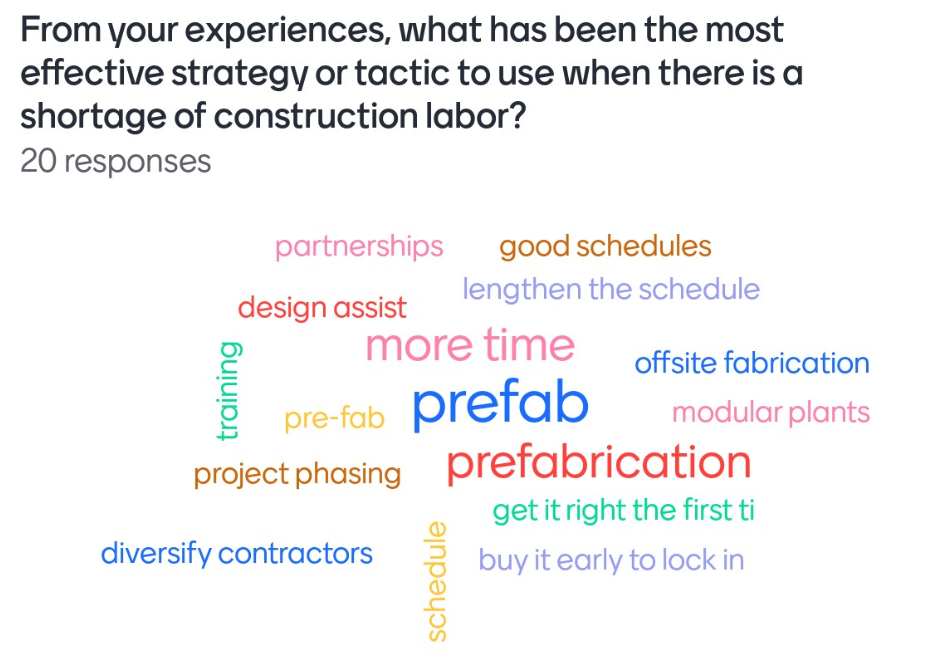 From your experiences, what has been the most
effective strategy or tactic to use when there is a
shortage of construction labor?
20 responses
partnerships
good schedules
lengthen the schedule
design assist
more time
training
offsite fabrication
prefab
pre-fab
modular plants
prefabrication
project phasing
get it right the first ti
diversify contractors
schedule
buy it early to lock in